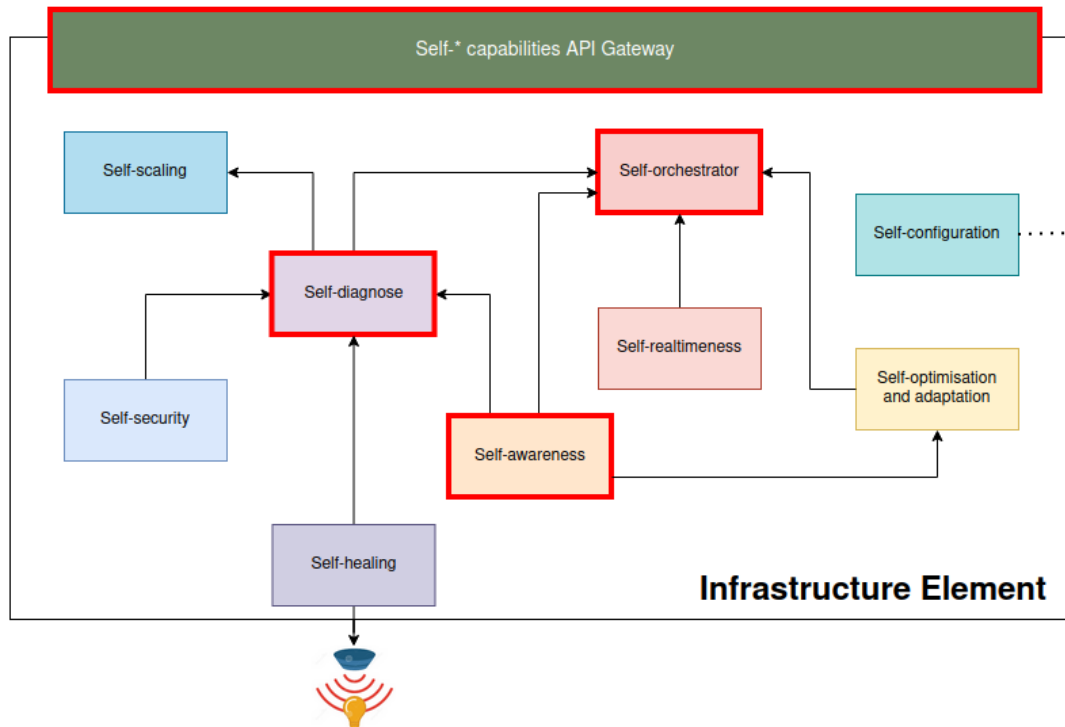 Self-* capabilities API Gateway
Self-scaling
Self-orchestrator
Self-configuration
Self-diagnose
Self-realtimeness
Self-optimisation
and adaptation
Self-security
Self-awareness
Self-healing
Infrastructure Element